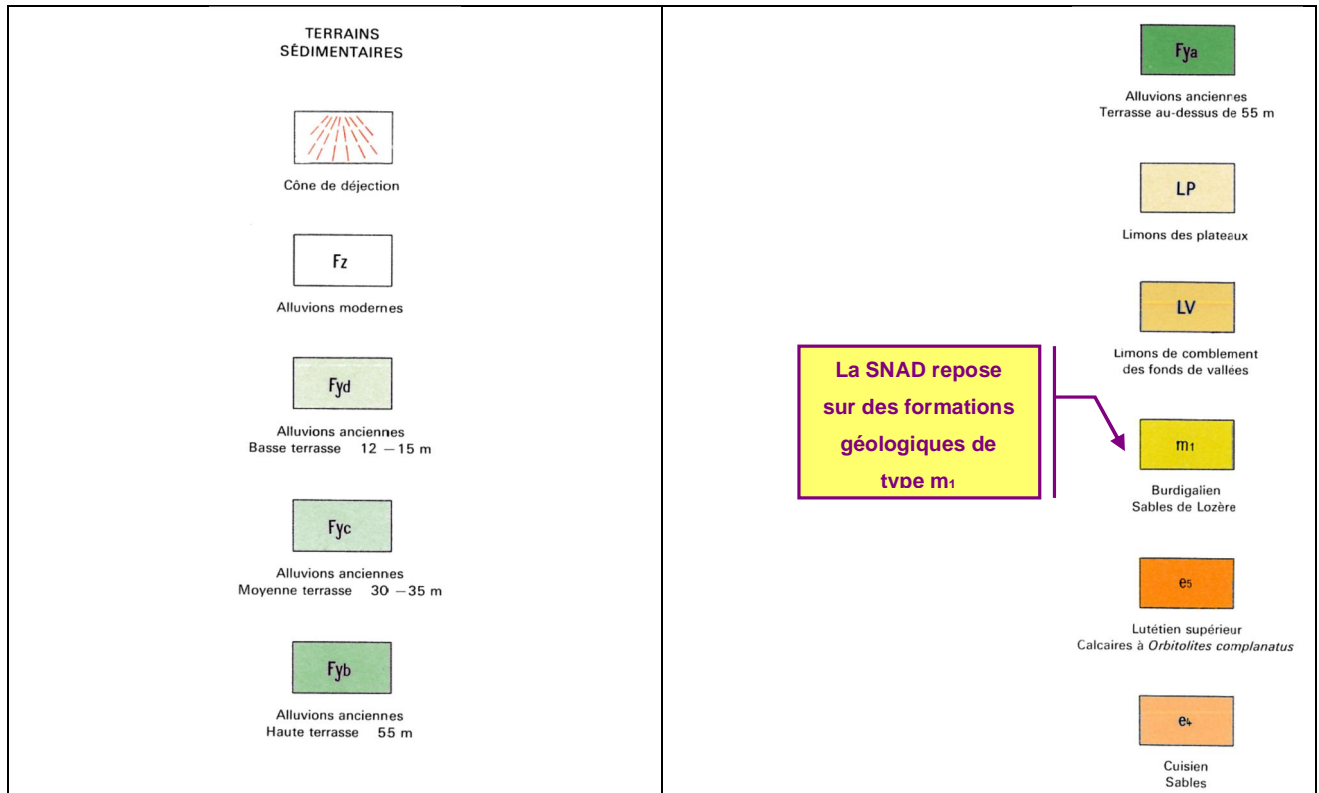 TERRAINS
SÉDIMENTAIRES
Cône de déjection
Fz
Alluvions modernes
Fyd
Alluvions anciennes
Basse terrasse 12 – 15 m
Fyc
Alluvions anciennes
Moyenne terrasse 30 – 35 m
Fyb
Alluvions anciennes
Haute terrasse 55 m
Fya
Alluvions anciennes
Terrasse au-dessus de 55 m
LP
Limons des plateaux
LV
Limons de comblement
des fonds de vallées
La SNAD repose
sur des formations
géologiques de
type m₁
m₁
Burdigalien
Sables de Lozère
e₅
Lutétien supérieur
Calcaires à Orbitolites complanatus
e₄
Cuisien
Sables